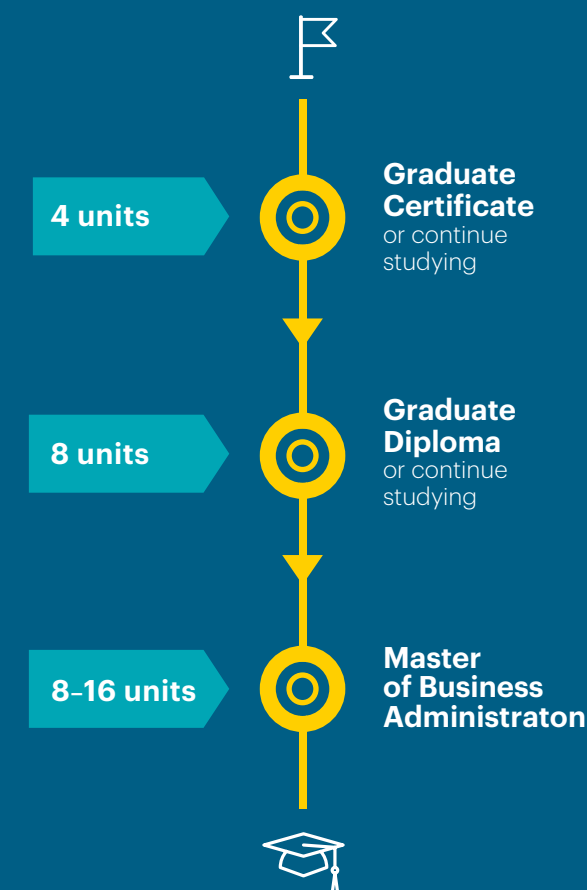 4 units
Graduate
Certificate
or continue
studying
8 units
Graduate
Diploma
or continue
studying
8–16 units
Master
of Business
Administraton